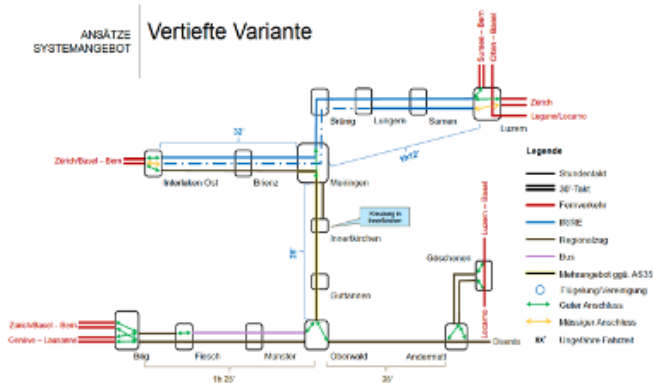 ANSÄTZE
SYSTEMANGEBOT
Vertiefte Variante
Sursee – Bern
Olten – Basel
Zürich
Lugano/Locarno
Luzern
Brünig
Lungern
Sarnen
32'
1h12'
Zürich/Basel – Bern
Interlaken Ost
Brienz
Meiringen
Kreuzung in
Innertkirchen
Innertkirchen
Guttannen
Göschenen
Luzern – Basel
Locarno
Zürich/Basel – Bern
Genève – Lausanne
Brig
Fiesch
Münster
Oberwald
Andermatt
Disentis
1h 25'
35'
Legende
Stundentakt
30'-Takt
Fernverkehr
IR/RE
Regionalzug
Bus
Mehrangebot ggü. AS35
Flügelung/Vereinigung
Guter Anschluss
Mässiger Anschluss
XX'
Ungefähre Fahrzeit